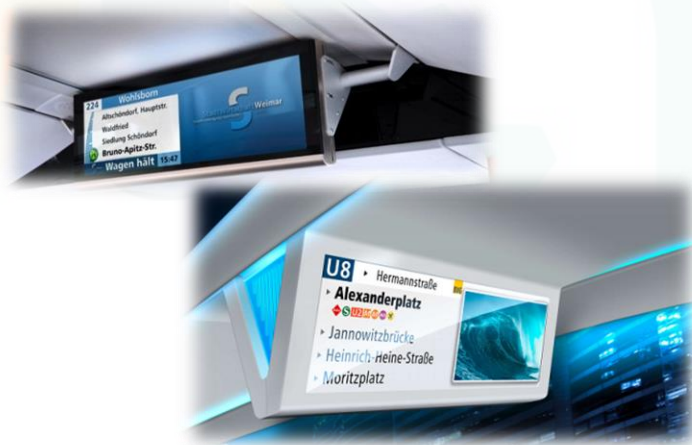 224 Wohlsborn
Altschöndorf, Hauptstr.
Waldfried
Siedlung Schöndorf
Bruno-Apitz-Str.
Wagen hält 15:47
Weimar
U8 Hermannstraße
Alexanderplatz
S U2
Jannowitzbrücke
Heinrich-Heine-Straße
Moritzplatz